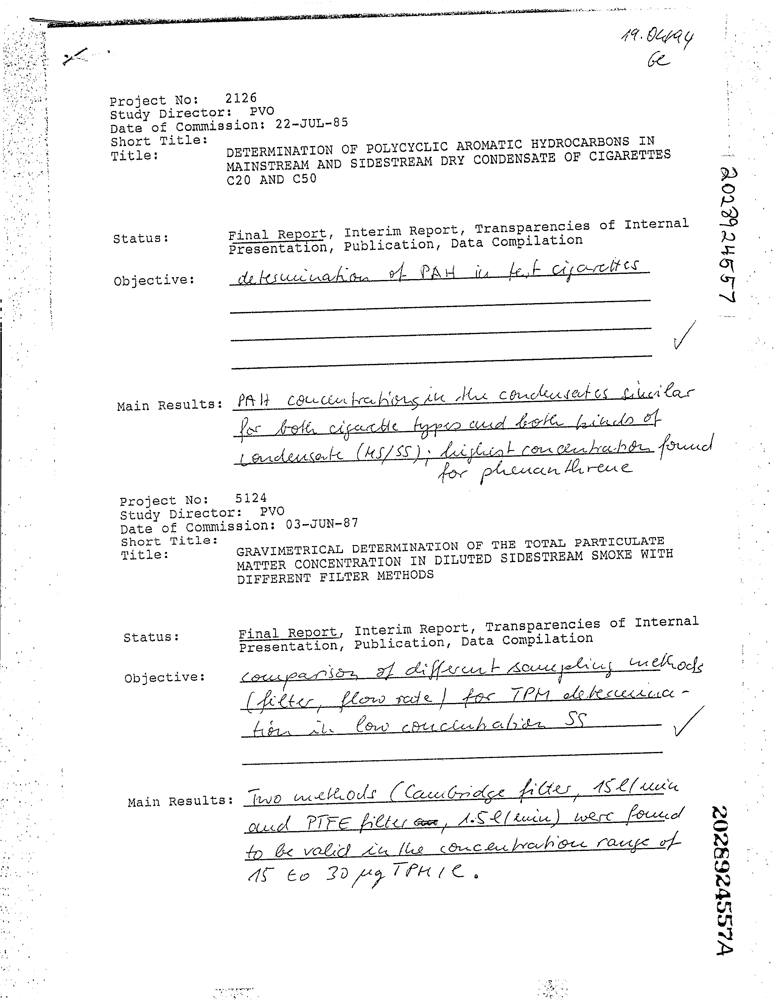 19.04.94
Ge
Project No: 2126
Study Director: PVO
Date of Commission: 22-JUL-85
Short Title:
Title: DETERMINATION OF POLYCYCLIC AROMATIC HYDROCARBONS IN
MAINSTREAM AND SIDESTREAM DRY CONDENSATE OF CIGARETTES
C20 AND C50
Status: Final Report, Interim Report, Transparencies of Internal
Presentation, Publication, Data Compilation
Objective: determination of PAH in test cigarettes
Main Results: PAH concentrations in the condensates similar
for both cigarette types and both kinds of
condensate (MS/SS); highest concentration found
for phenanthrene
Project No: 5124
Study Director: PVO
Date of Commission: 03-JUN-87
Short Title:
Title: GRAVIMETRICAL DETERMINATION OF THE TOTAL PARTICULATE
MATTER CONCENTRATION IN DILUTED SIDESTREAM SMOKE WITH
DIFFERENT FILTER METHODS
Status: Final Report, Interim Report, Transparencies of Internal
Presentation, Publication, Data Compilation
Objective: comparison of different sampling methods
(filter, flow rate) for TPM determina-
tion in low concentration SS
Main Results: Two methods (Cambridge filter, 15 l/min
and PTFE filter, 1.5 l/min) were found
to be valid in the concentration range of
15 to 30 µg TPM/l.
2028924557
2028924557A